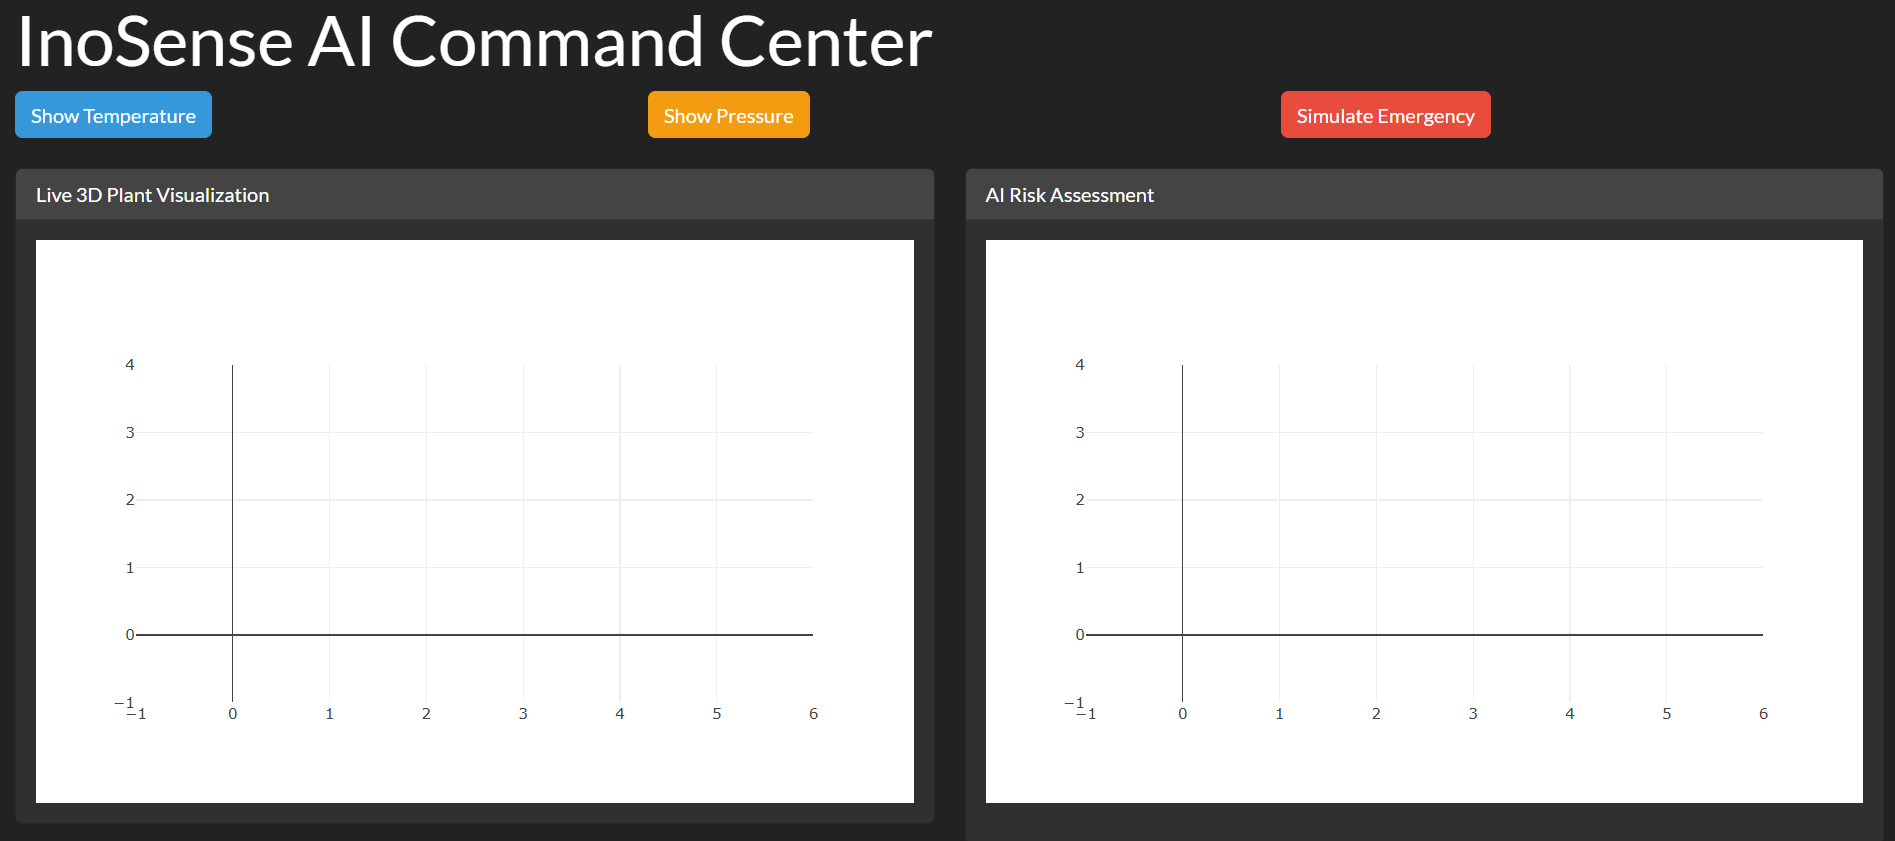 InoSense AI Command Center
Show Temperature
Show Pressure
Simulate Emergency
Live 3D Plant Visualization
4
3
2
1
0
−1
−1 0 1 2 3 4 5 6
AI Risk Assessment
4
3
2
1
0
−1
−1 0 1 2 3 4 5 6